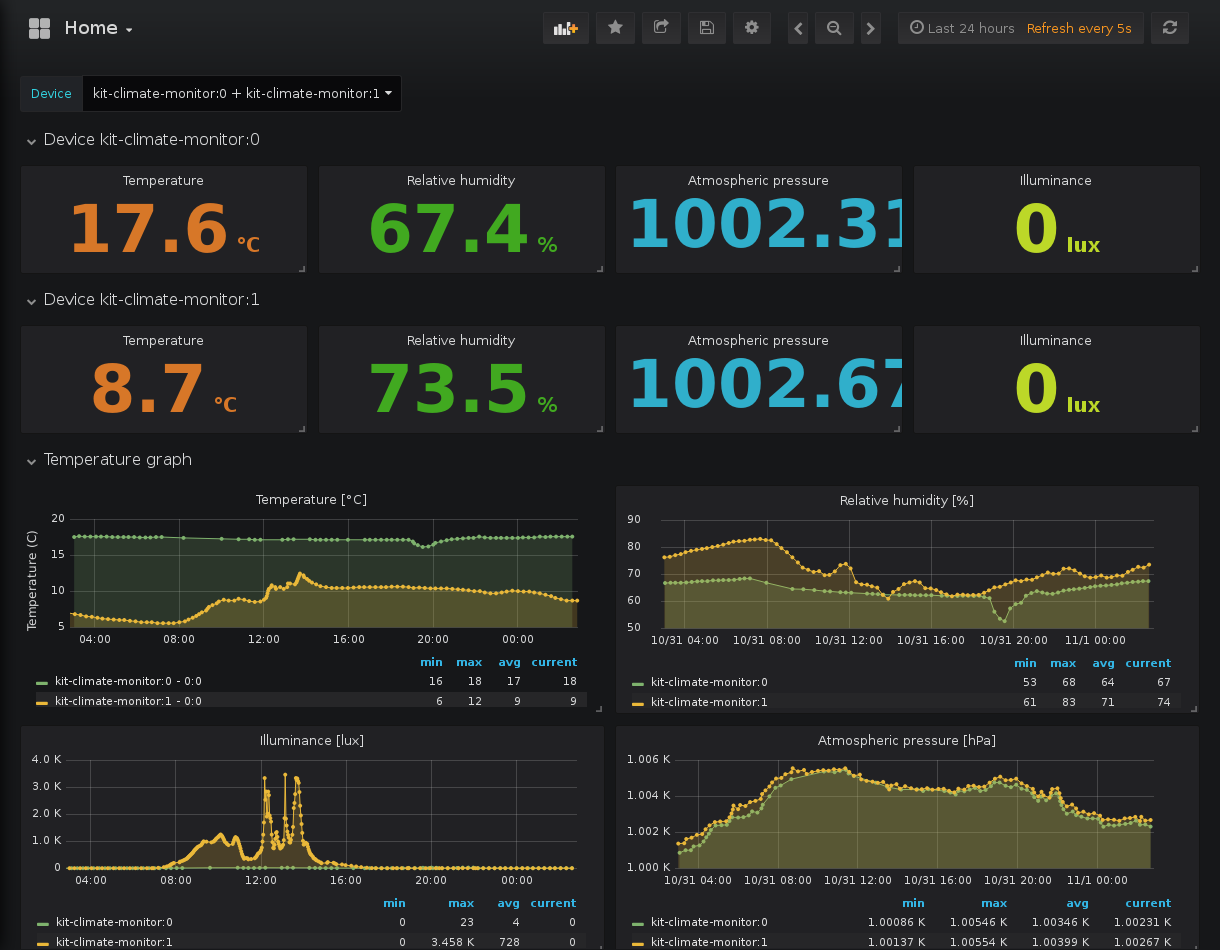 Home
Last 24 hours Refresh every 5s
Device kit-climate-monitor:0 + kit-climate-monitor:1
Device kit-climate-monitor:0
Temperature Relative humidity Atmospheric pressure Illuminance
17.6 °C 67.4 % 1002.31 0 lux
Device kit-climate-monitor:1
Temperature Relative humidity Atmospheric pressure Illuminance
8.7 °C 73.5 % 1002.67 0 lux
Temperature graph
Temperature [°C]
Temperature (C)
20
15
10
5
04:00 08:00 12:00 16:00 20:00 00:00
min max avg current
kit-climate-monitor:0 - 0:0 16 18 17 18
kit-climate-monitor:1 - 0:0 6 12 9 9
Relative humidity [%]
90
80
70
60
50
10/31 04:00 10/31 08:00 10/31 12:00 10/31 16:00 10/31 20:00 11/1 00:00
min max avg current
kit-climate-monitor:0 53 68 64 67
kit-climate-monitor:1 61 83 71 74
Illuminance [lux]
4.0 K
3.0 K
2.0 K
1.0 K
0
04:00 08:00 12:00 16:00 20:00 00:00
min max avg current
kit-climate-monitor:0 0 23 4 0
kit-climate-monitor:1 0 3.458 K 728 0
Atmospheric pressure [hPa]
1.006 K
1.004 K
1.002 K
1.000 K
10/31 04:00 10/31 08:00 10/31 12:00 10/31 16:00 10/31 20:00 11/1 00:00
min max avg current
kit-climate-monitor:0 1.00086 K 1.00546 K 1.00346 K 1.00231 K
kit-climate-monitor:1 1.00137 K 1.00554 K 1.00399 K 1.00267 K